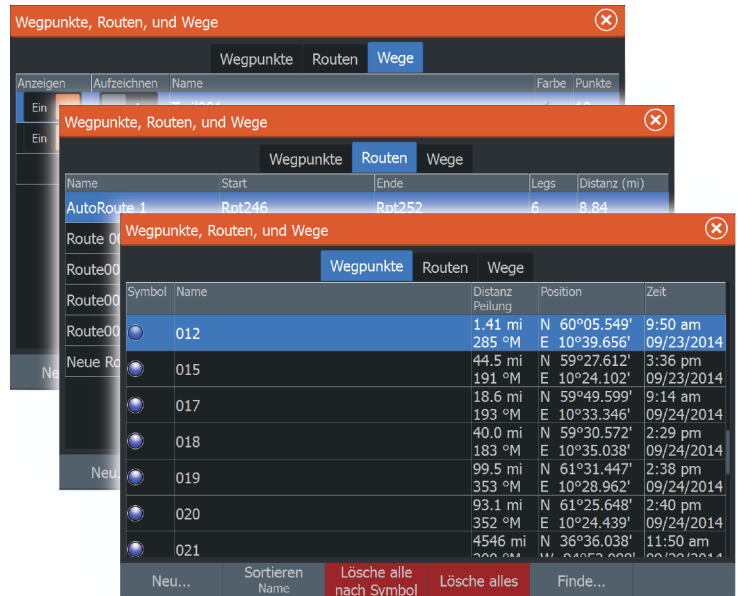 Wegpunkte, Routen, und Wege
Wegpunkte Routen Wege
Anzeigen Aufzeichnen Name Farbe Punkte
Ein
Ein
Wegpunkte, Routen, und Wege
Wegpunkte Routen Wege
Name Start Ende Legs Distanz (mi)
AutoRoute 1 Rpt246 Rpt252 6 8.84
Route
Neue
Wegpunkte, Routen, und Wege
Wegpunkte Routen Wege
Symbol Name Distanz Peilung Position Zeit
012 1.41 mi N 60°05.549' 9:50 am
285 °M E 10°39.656' 09/23/2014
015 44.5 mi N 59°27.612' 3:36 pm
191 °M E 10°24.102' 09/23/2014
017 18.6 mi N 59°49.599' 9:14 am
193 °M E 10°33.346' 09/24/2014
018 40.0 mi N 59°30.572' 2:29 pm
183 °M E 10°35.038' 09/24/2014
019 99.5 mi N 61°31.447' 2:38 pm
353 °M E 10°28.962' 09/24/2014
020 93.1 mi N 61°25.648' 2:40 pm
352 °M E 10°24.439' 09/24/2014
021 4546 mi N 36°36.038' 11:50 am
Neu... Sortieren Name Lösche alle nach Symbol Lösche alles Finde...